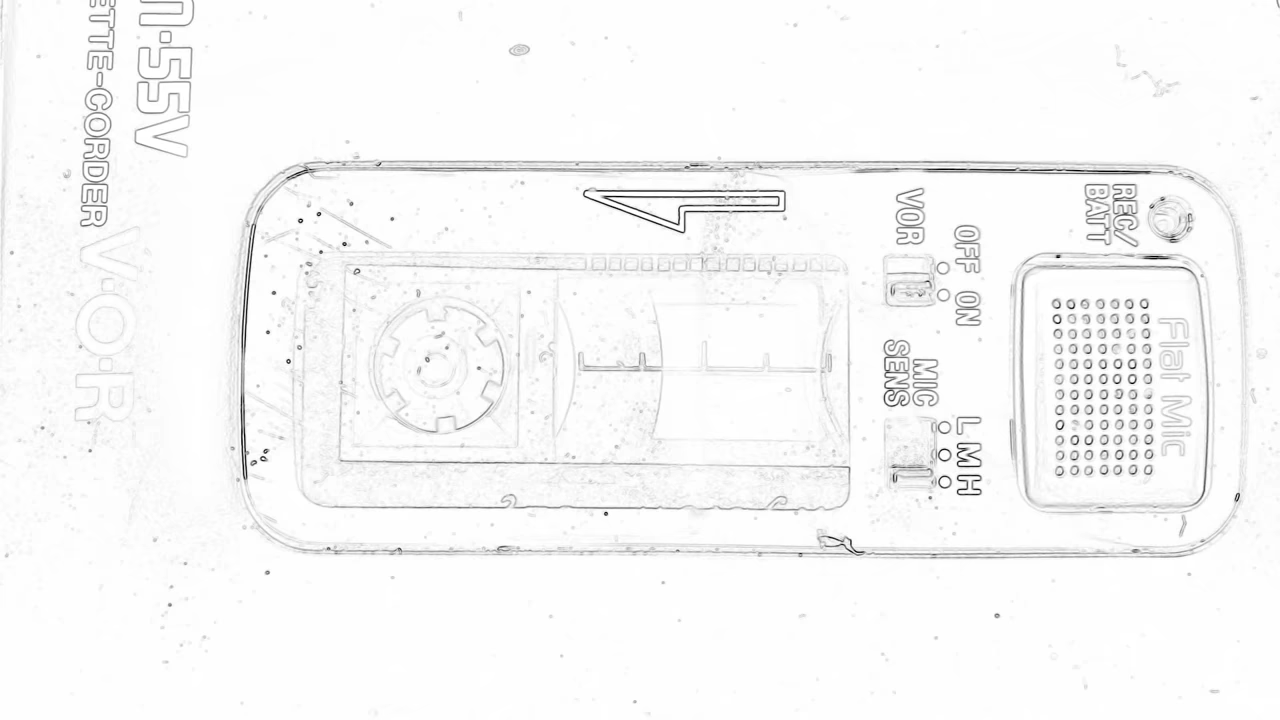 REC/
BATT
Flat Mic
OFF ON
VOR
L M H
MIC
SENS
55V
ETTE-CORDER
V·O·R